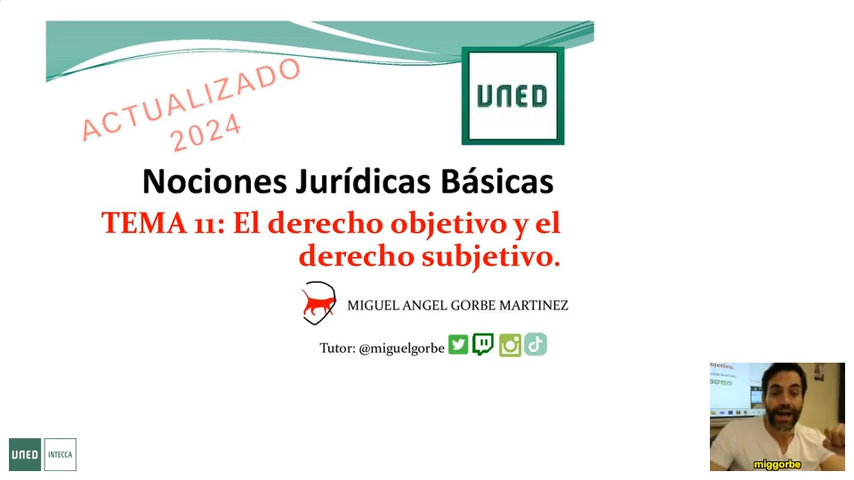 ACTUALIZADO
2024
UNED
Nociones Jurídicas Básicas
TEMA 11: El derecho objetivo y el
derecho subjetivo.
MIGUEL ANGEL GORBE MARTINEZ
Tutor: @miguelgorbe
UNED
INTECCA
miggorbe